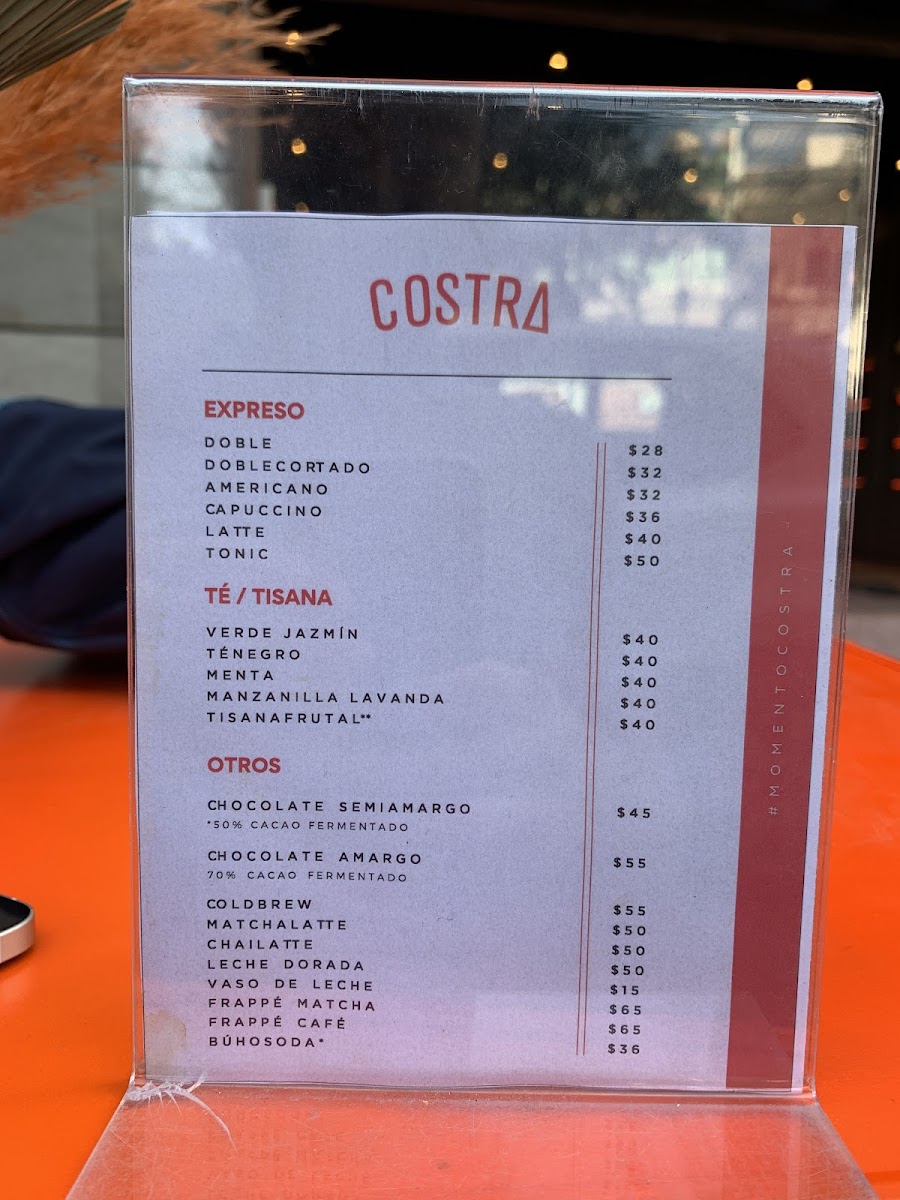 COSTRA
EXPRESO
DOBLE $28
DOBLECORTADO $32
AMERICANO $32
CAPUCCINO $36
LATTE $40
TONIC $50
TÉ / TISANA
VERDE JAZMÍN $40
TÉNEGRO $40
MENTA $40
MANZANILLA LAVANDA $40
TISANAFRUTAL** $40
OTROS
CHOCOLATE SEMIAMARGO $45
*50% CACAO FERMENTADO
CHOCOLATE AMARGO $55
70% CACAO FERMENTADO
COLDBREW $55
MATCHALATTE $50
CHAILATTE $50
LECHE DORADA $50
VASO DE LECHE $15
FRAPPÉ MATCHA $65
FRAPPÉ CAFÉ $65
BÚHOSODA* $36
#MOMENTOCOSTRA